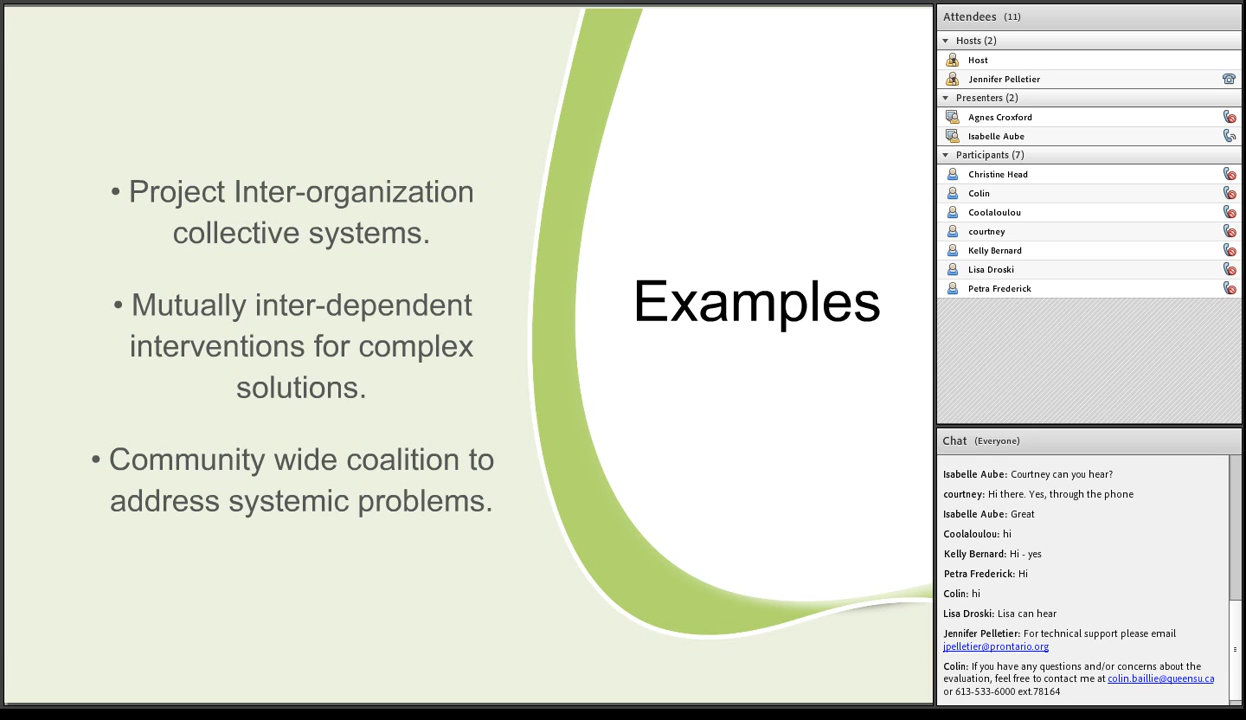 • Project Inter-organization
collective systems.
• Mutually inter-dependent
interventions for complex
solutions.
• Community wide coalition to
address systemic problems.
Examples
Attendees (11)
Hosts (2)
Host
Jennifer Pelletier
Presenters (2)
Agnes Croxford
Isabelle Aube
Participants (7)
Christine Head
Colin
Coolaloulou
courtney
Kelly Bernard
Lisa Droski
Petra Frederick
Chat (Everyone)
Isabelle Aube: Courtney can you hear?
courtney: Hi there. Yes, through the phone
Isabelle Aube: Great
Coolaloulou: hi
Kelly Bernard: Hi - yes
Petra Frederick: Hi
Colin: hi
Lisa Droski: Lisa can hear
Jennifer Pelletier: For technical support please email
jpelletier@prontario.org
Colin: If you have any questions and/or concerns about the
evaluation, feel free to contact me at colin.baillie@queensu.ca
or 613-533-6000 ext.78164